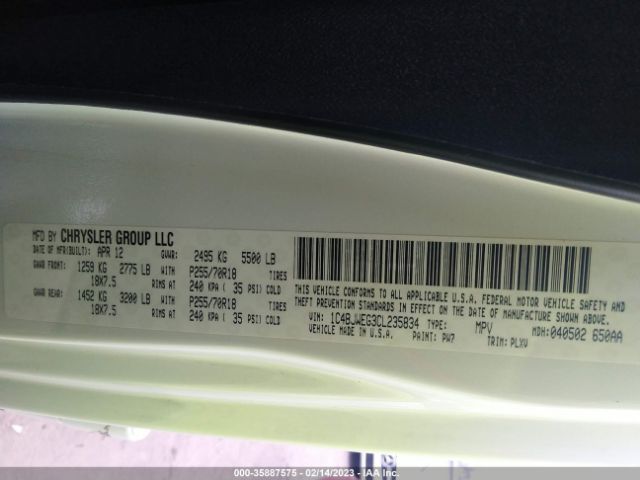 MFD BY CHRYSLER GROUP LLC
DATE OF MFR(BUILT): APR 12 GVWR: 2495 KG 5500 LB
GAWR FRONT: 1259 KG 2775 LB WITH P255/70R18 TIRES
18X7.5 RIMS AT 240 KPA ( 35 PSI) COLD
GAWR REAR: 1452 KG 3200 LB WITH P255/70R18 TIRES
18X7.5 RIMS AT 240 KPA ( 35 PSI) COLD
THIS VEHICLE CONFORMS TO ALL APPLICABLE U.S.A. FEDERAL MOTOR VEHICLE SAFETY AND
THEFT PREVENTION STANDARDS IN EFFECT ON THE DATE OF MANUFACTURE SHOWN ABOVE.
VIN: 1C4BJWEG3CL235834 TYPE: MPV MDH: 040502 650AA
VEHICLE MADE IN U.S.A. PAINT: PW7 TRIM: PLXV
000-35887575 - 02/14/2023 - IAA Inc.